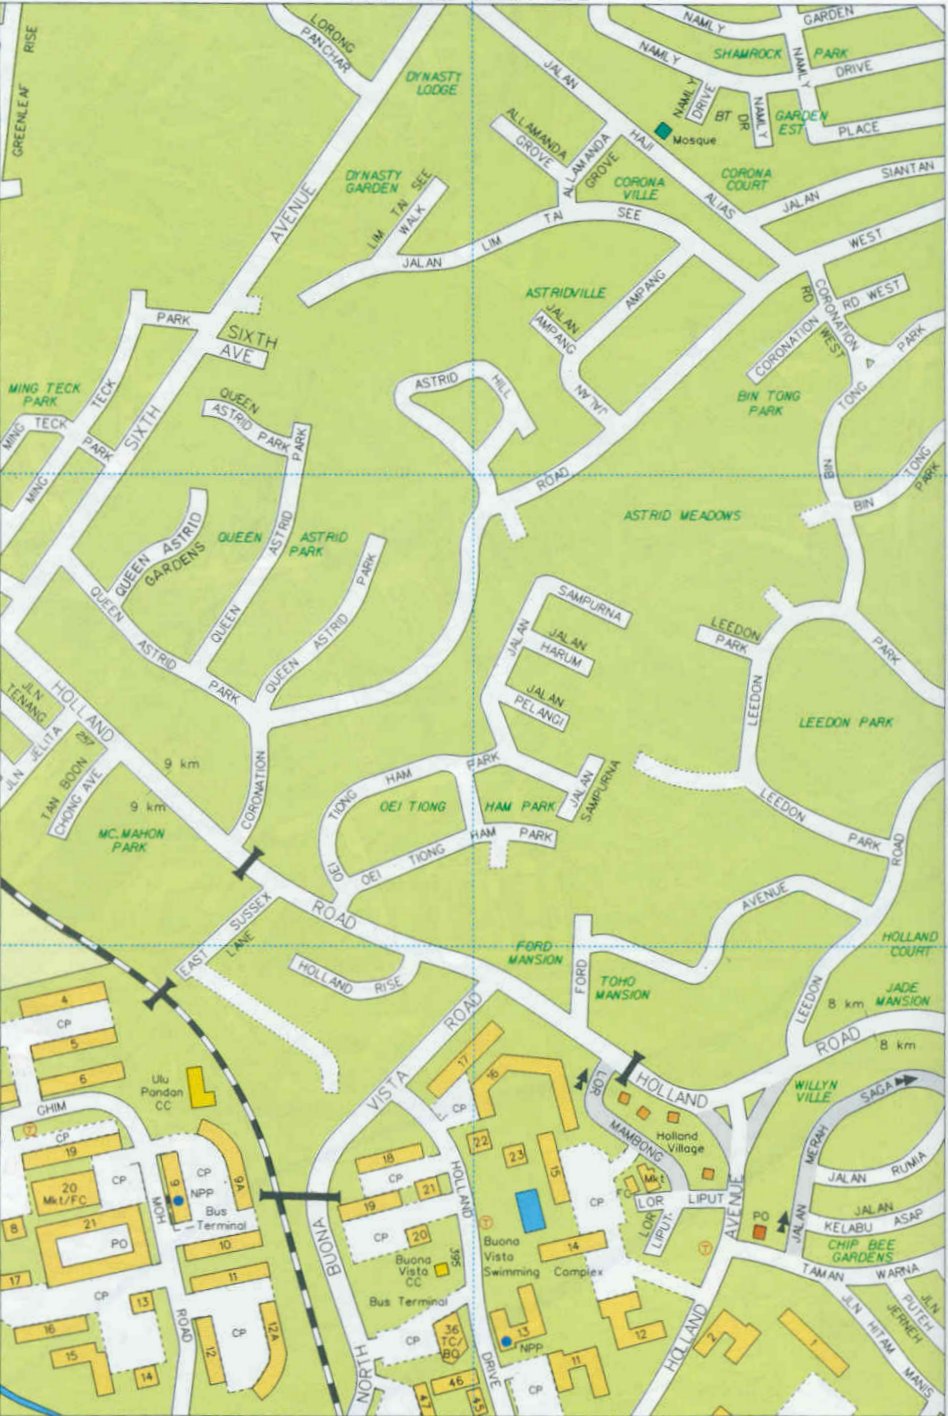 GREENLEAF RISE
LORONG
PANCHAR
DYNASTY
LODGE
JALAN
HAJI
ALIAS
NAMLY
GARDEN
NAMLY
SHAMROCK PARK
NAMLY
DRIVE
NAMLY
DRIVE
BT
DR
NAMLY
GARDEN
EST
PLACE
Mosque
ALLAMANDA
GROVE
ALLAMANDA
GROVE
CORONA
VILLE
CORONA
COURT
JALAN SIANTAN
DYNASTY
GARDEN
LIM TAI SEE
WALK
JALAN LIM TAI SEE
AVENUE
WEST
ASTRIDVILLE
JALAN
AMPANG
AMPANG
JALAN
RD
CORONATION
WEST
CORONATION RD WEST
PARK
PARK
SIXTH
AVE
TECK
MING TECK
PARK
MING TECK
PARK
MING
SIXTH
QUEEN
ASTRID PARK
PARK
ASTRID HILL
BIN TONG
PARK
TONG
BIN
BIN
TONG
PARK
ROAD
ASTRID MEADOWS
QUEEN ASTRID
GARDENS
QUEEN ASTRID
PARK
ASTRID
QUEEN
QUEEN ASTRID PARK
QUEEN ASTRID PARK
JALAN
SAMPURNA
JALAN
HARUM
JALAN
PELANGI
LEEDON
PARK
PARK
LEEDON
LEEDON PARK
HOLLAND
JLN
TENANG
JLN JELITA
257
TAN BOON
CHONG AVE
9 km
9 km
MC.MAHON
PARK
CORONATION
OEI TIONG HAM PARK
OEI TIONG HAM PARK
JALAN
SAMPURNA
OEI TIONG HAM PARK
LEEDON PARK
ROAD
AVENUE
EAST SUSSEX
LANE
ROAD
HOLLAND RISE
FORD
MANSION
FORD
TOHO
MANSION
HOLLAND
COURT
JADE
MANSION
LEEDON
8 km
8 km
ROAD
HOLLAND
WILLYN
VILLE
SAGA
MERAH
JALAN
JALAN RUMIA
JALAN
KELABU ASAP
CHIP BEE
GARDENS
TAMAN WARNA
JLN
PUTEH
JERNEH
JLN HITAM MANIS
4
CP
5
6
GHIM
CP
19
20
Mkt/FC
8
21
PO
17
CP
13
16
15
14
MOH
ROAD
Ulu
Pandan
CC
9
CP
9A
NPP
Bus
Terminal
CP
10
11
12
CP
12A
BUONA
VISTA
ROAD
NORTH
17
16
CP
22
23
15
18
CP
21
19
CP
20
Buona
Vista
CC
Bus Terminal
CP
36
TC/
BO
46
47
45
HOLLAND
395
DRIVE
Buona
Vista
Swimming Complex
14
13
NPP
CP
11
12
CP
LOR
MAMBONG
Holland
Village
Mkt
FC
LOR LIPUT
LOR
LIPUT
PO
AVENUE
HOLLAND
2
1